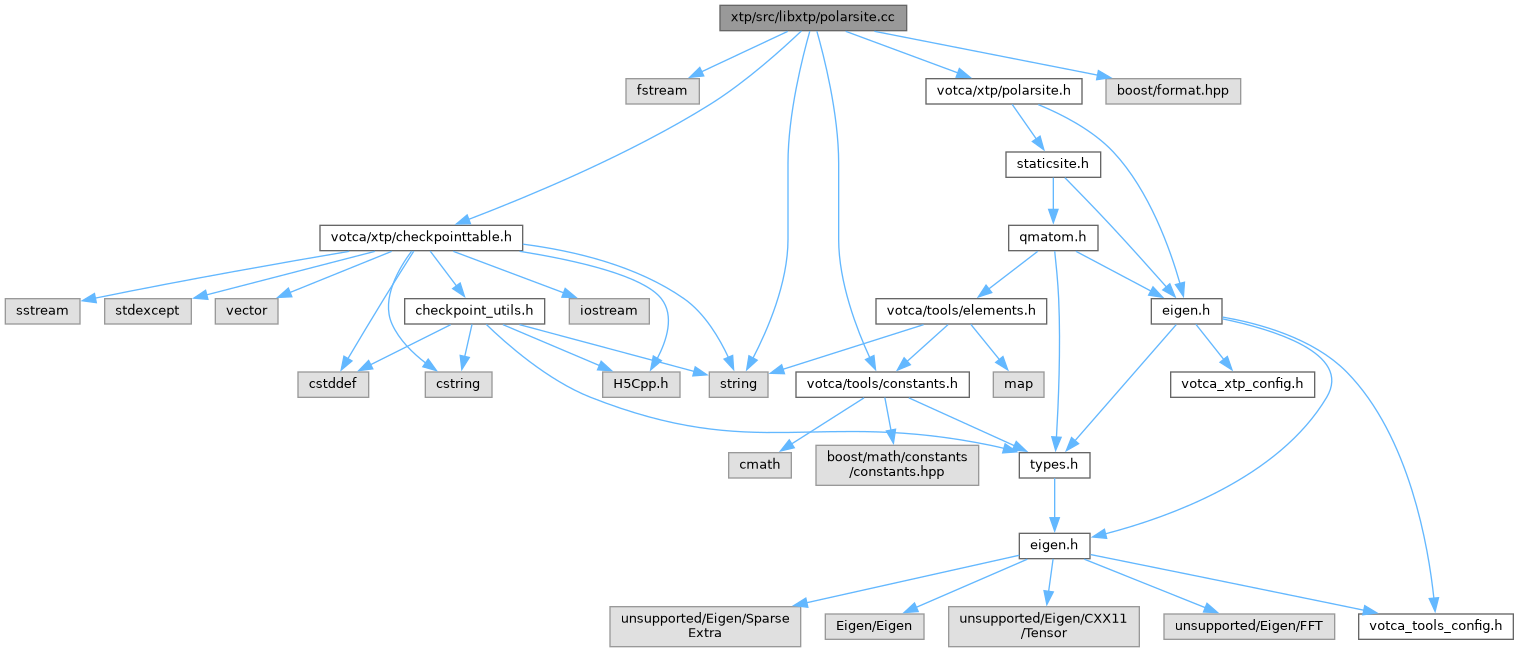 xtp/src/libxtp/polarsite.cc
fstream
votca/xtp/polarsite.h
boost/format.hpp
staticsite.h
votca/xtp/checkpointtable.h
qmatom.h
sstream
stdexcept
vector
checkpoint_utils.h
iostream
votca/tools/elements.h
eigen.h
cstddef
cstring
H5Cpp.h
string
votca/tools/constants.h
map
votca_xtp_config.h
cmath
boost/math/constants
/constants.hpp
types.h
eigen.h
unsupported/Eigen/Sparse
Extra
Eigen/Eigen
unsupported/Eigen/CXX11
/Tensor
unsupported/Eigen/FFT
votca_tools_config.h